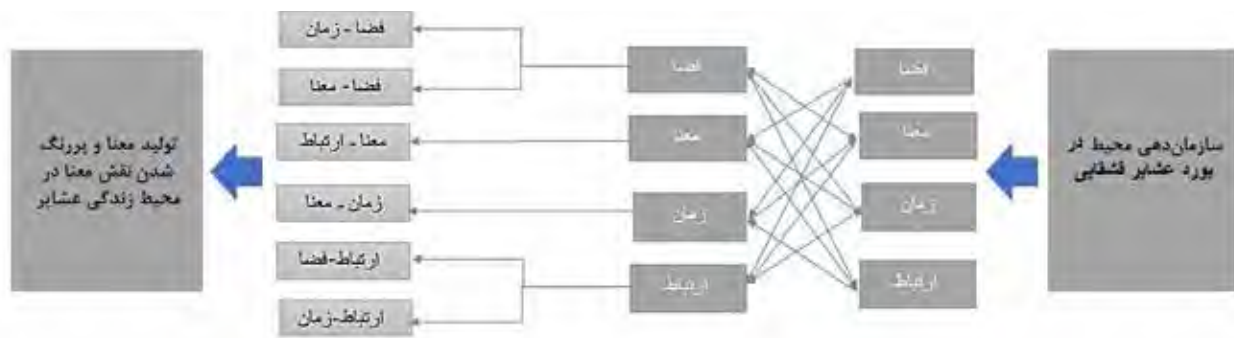 سازمان‌دهی محیط در
یورد عشایر قشقایی
فضا
معنا
زمان
ارتباط
فضا
معنا
زمان
ارتباط
فضا - زمان
فضا - معنا
معنا - ارتباط
زمان - معنا
ارتباط-فضا
ارتباط-زمان
تولید معنا و پررنگ
شدن نقش معنا در
محیط زندگی عشایر